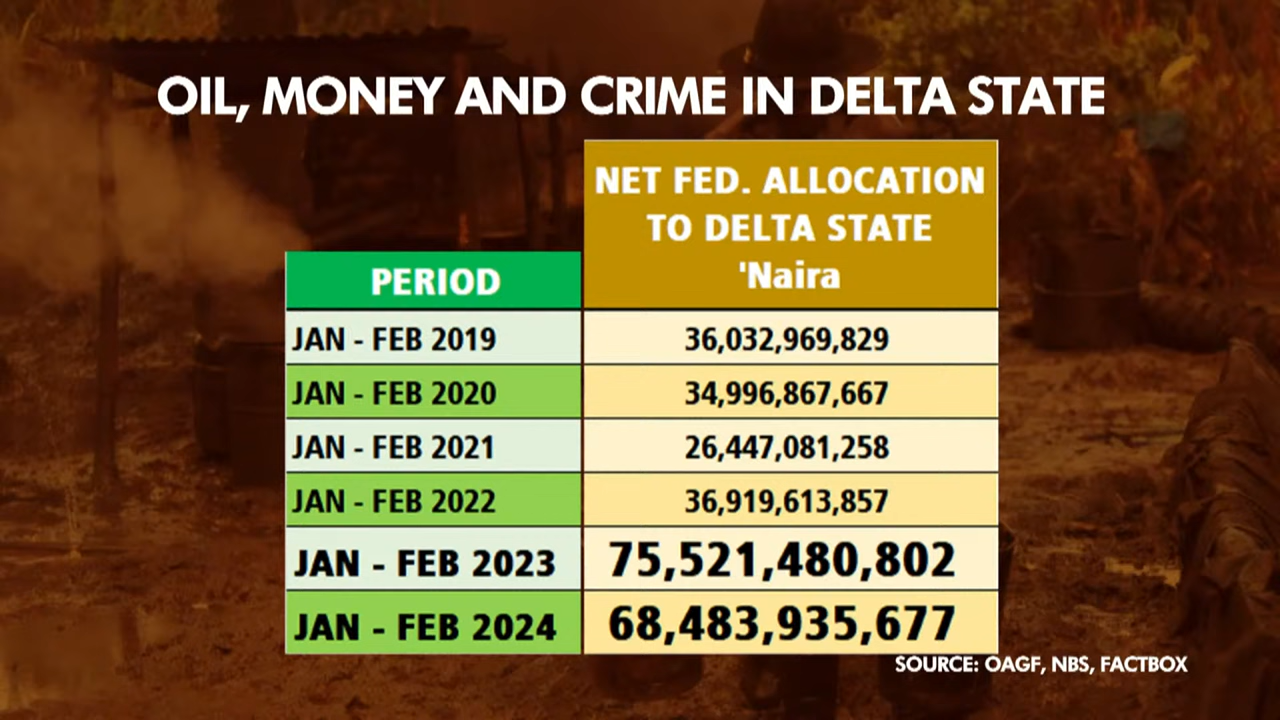 OIL, MONEY AND CRIME IN DELTA STATE
NET FED. ALLOCATION
TO DELTA STATE
'Naira
PERIOD
JAN - FEB 2019 36,032,969,829
JAN - FEB 2020 34,996,867,667
JAN - FEB 2021 26,447,081,258
JAN - FEB 2022 36,919,613,857
JAN - FEB 2023 75,521,480,802
JAN - FEB 2024 68,483,935,677
SOURCE: OAGF, NBS, FACTBOX